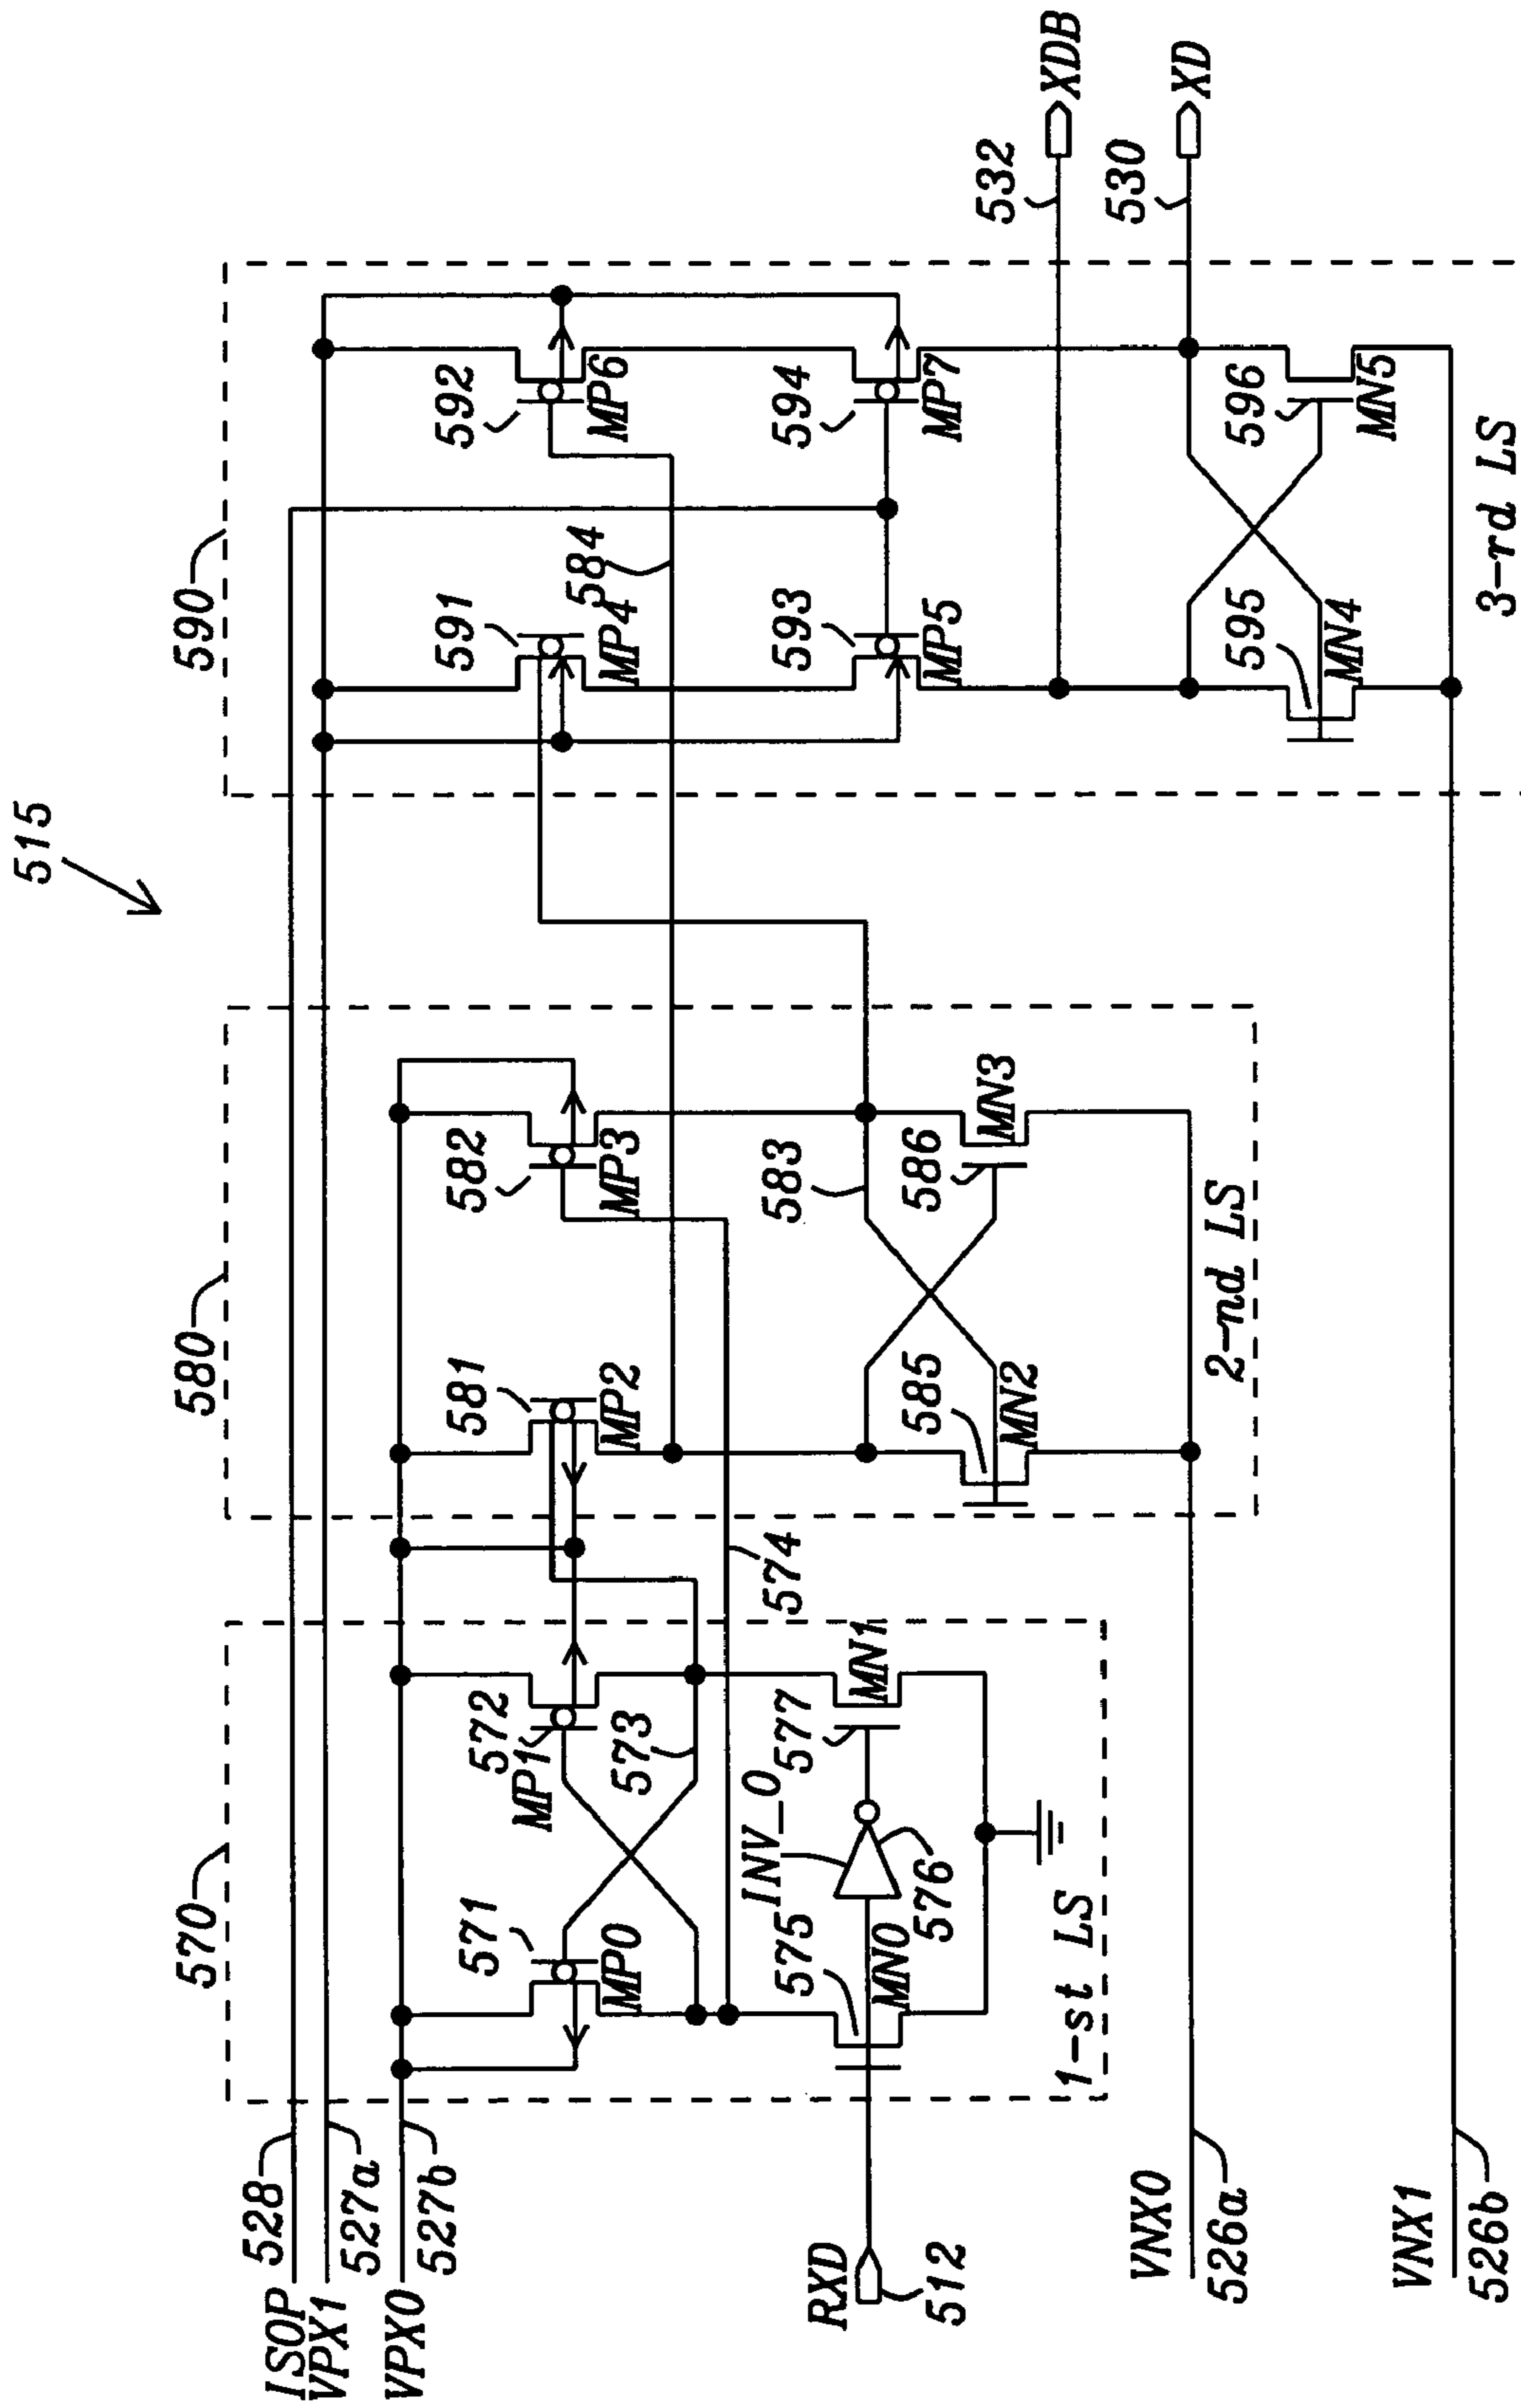 515
570
580
590
ISOP
528
VPX1
527a
VPX0
527b
571
MP0
572
MP1
573
574
575
MN0
INV_0
576
577
MN1
1-st LS
RXD
512
581
MP2
582
MP3
583
584
585
MN2
586
MN3
2-nd LS
591
MP4
592
MP6
593
MP5
594
MP7
595
MN4
596
MN5
3-rd LS
532
XDB
530
XD
VNX0
526a
VNX1
526b